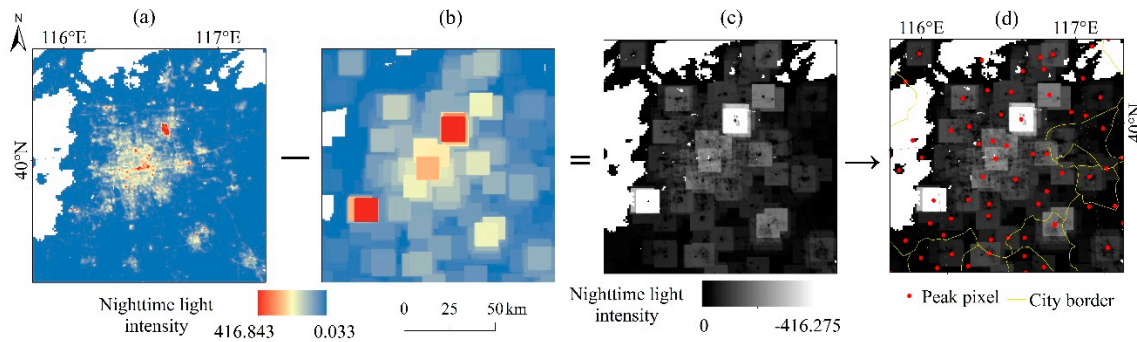 (a) (b) (c) (d)
N
116°E 117°E 116°E 117°E
40°N − = → 40°N
Nighttime light intensity
416.843 0.033
0 25 50 km
Nighttime light intensity
0 -416.275
Peak pixel City border